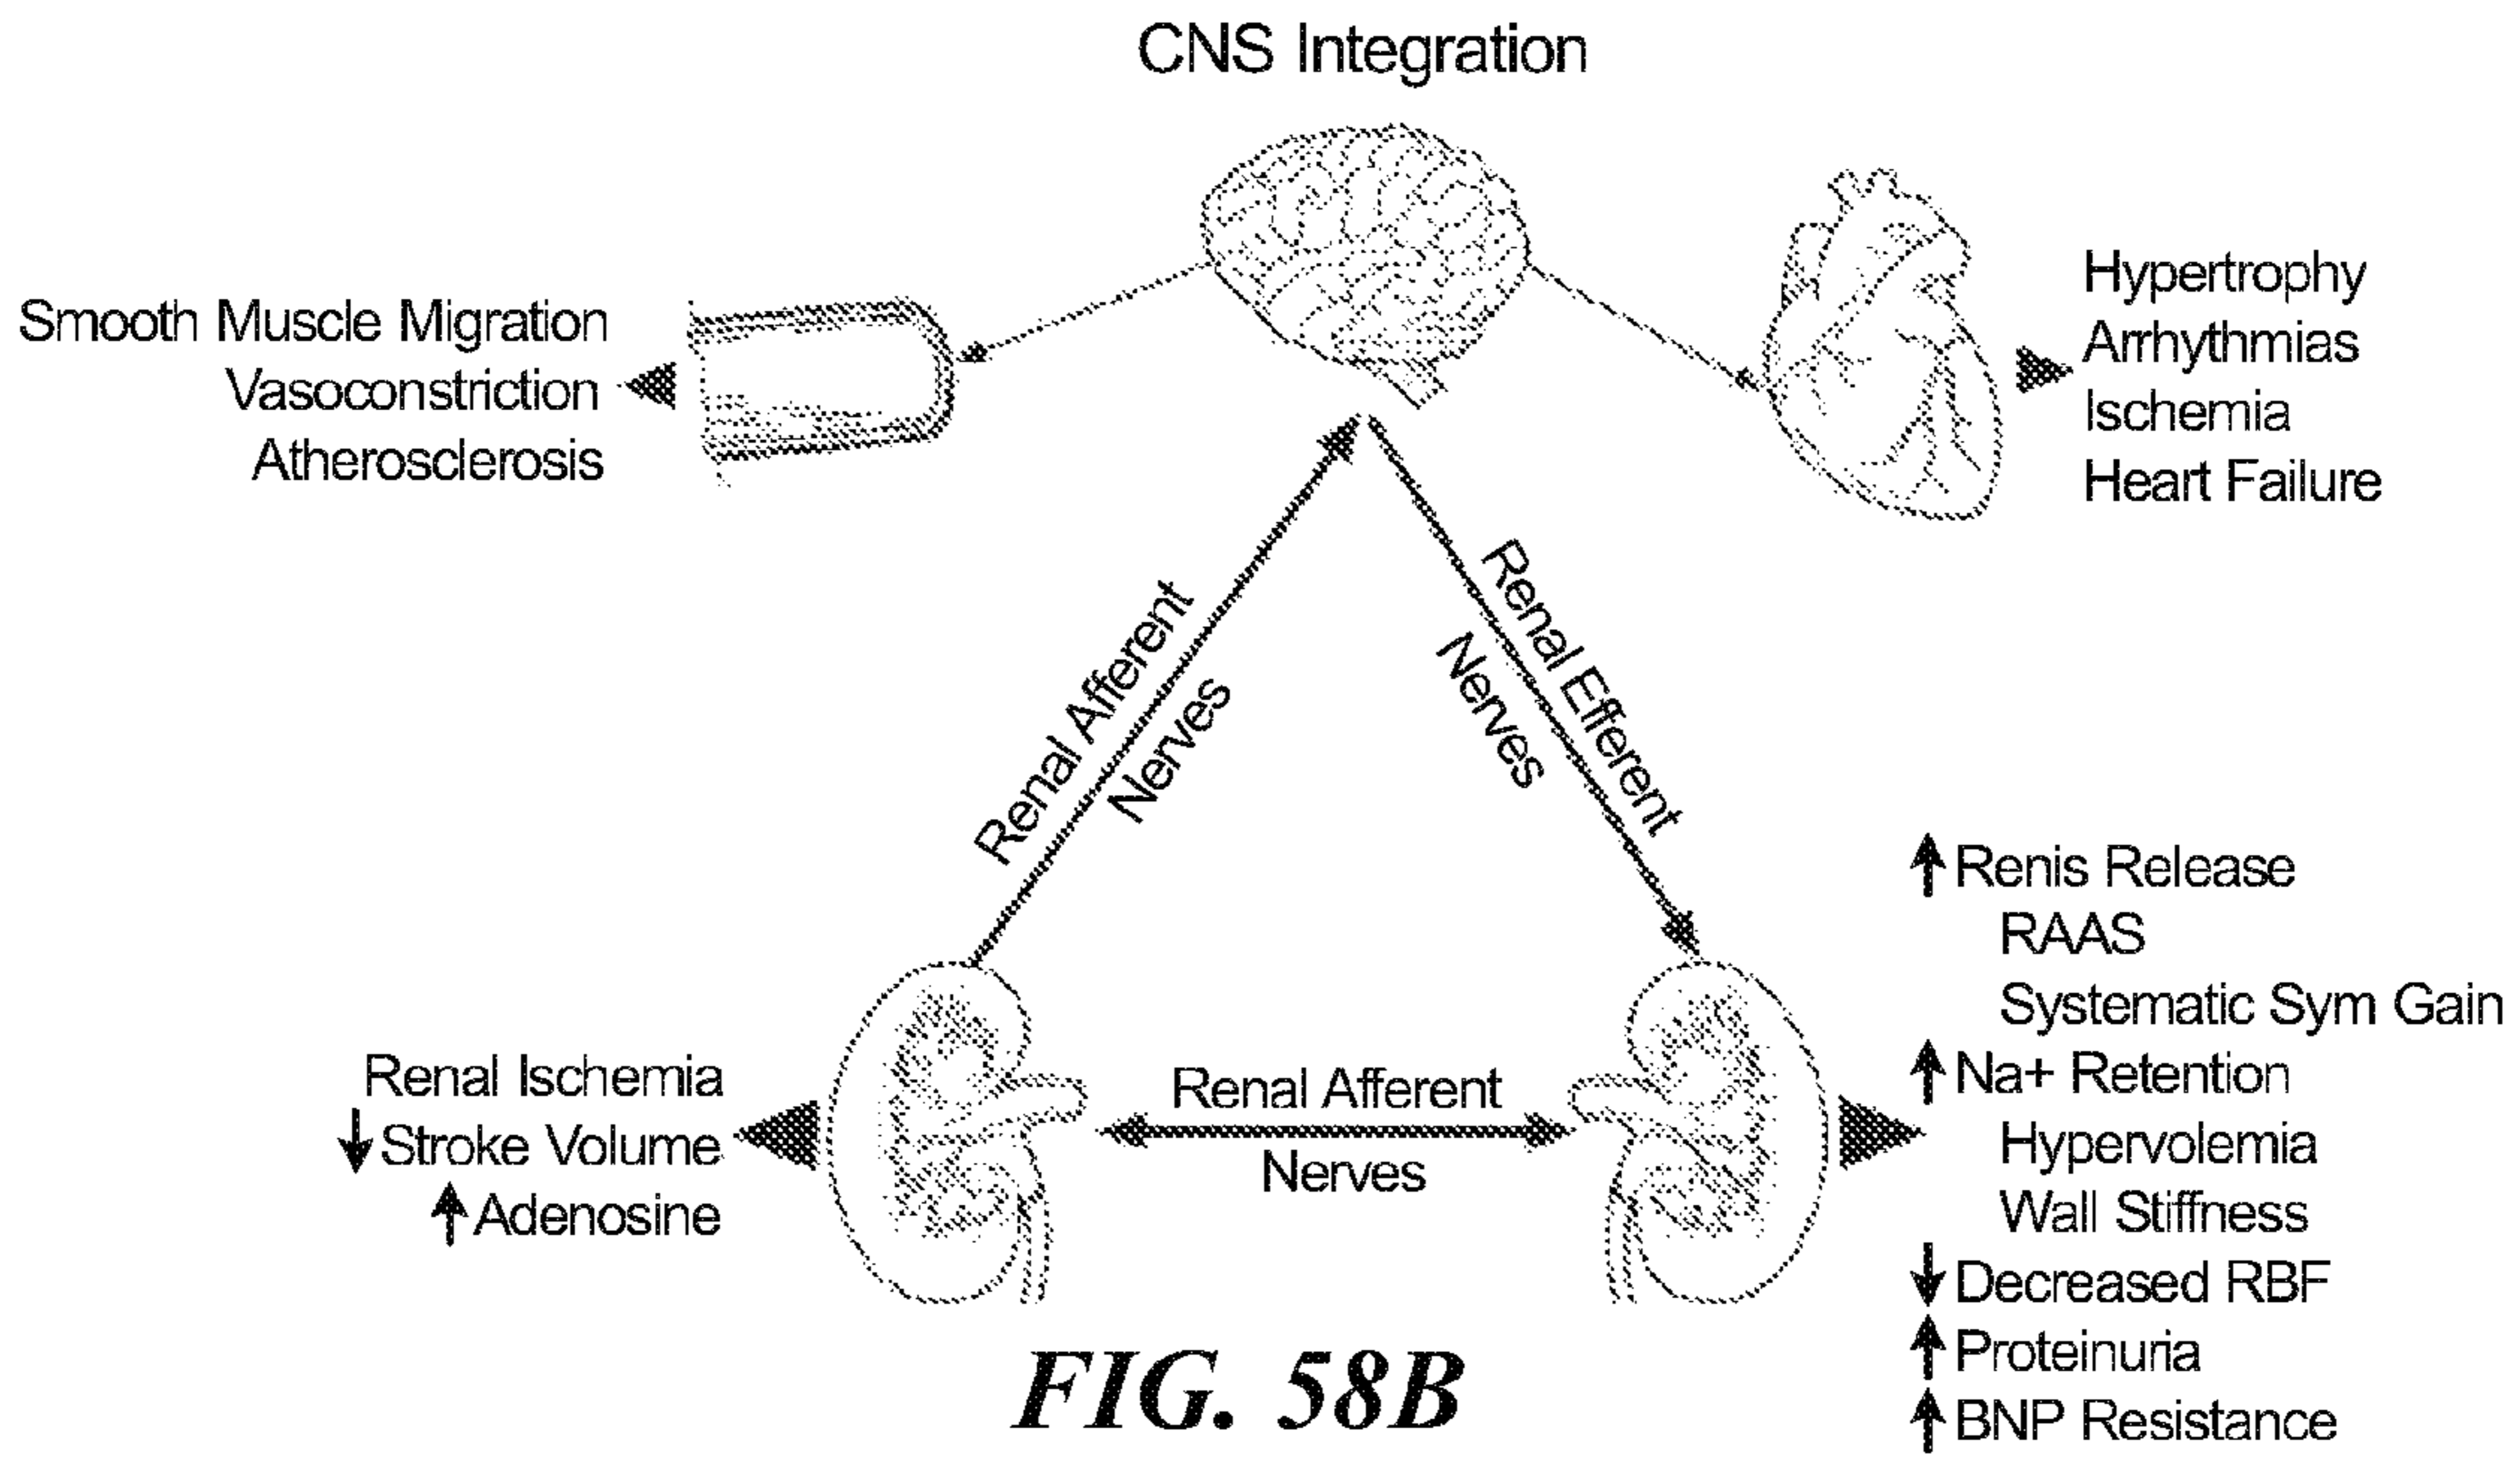 CNS Integration
Smooth Muscle Migration
Vasoconstriction
Atherosclerosis
Hypertrophy
Arrhythmias
Ischemia
Heart Failure
Renal Afferent
Nerves
Renal Efferent
Nerves
Renal Ischemia
↓ Stroke Volume
↑ Adenosine
Renal Afferent
Nerves
↑ Renis Release
RAAS
Systematic Sym Gain
↑ Na+ Retention
Hypervolemia
Wall Stiffness
↓ Decreased RBF
↑ Proteinuria
↑ BNP Resistance
FIG. 58B